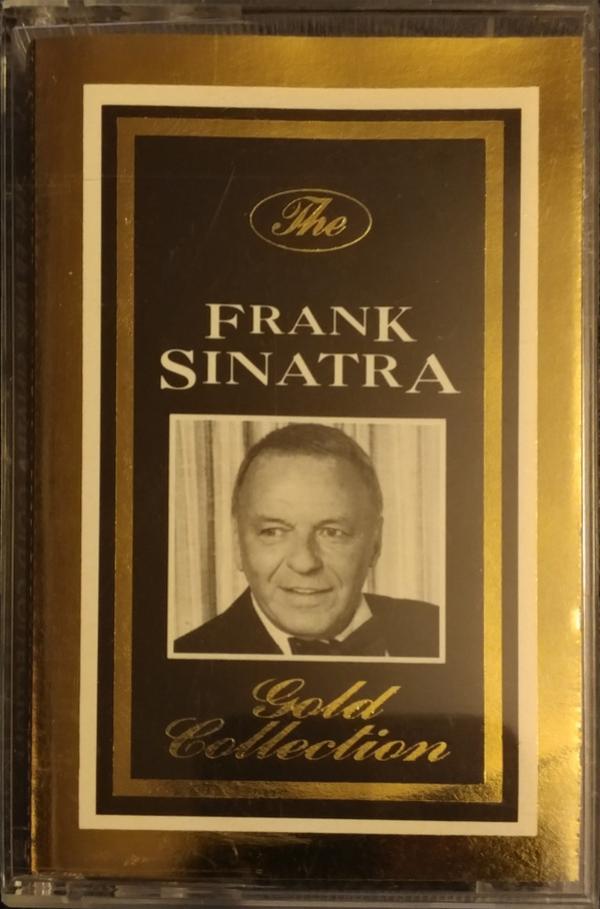 The
FRANK
SINATRA
Gold
Collection